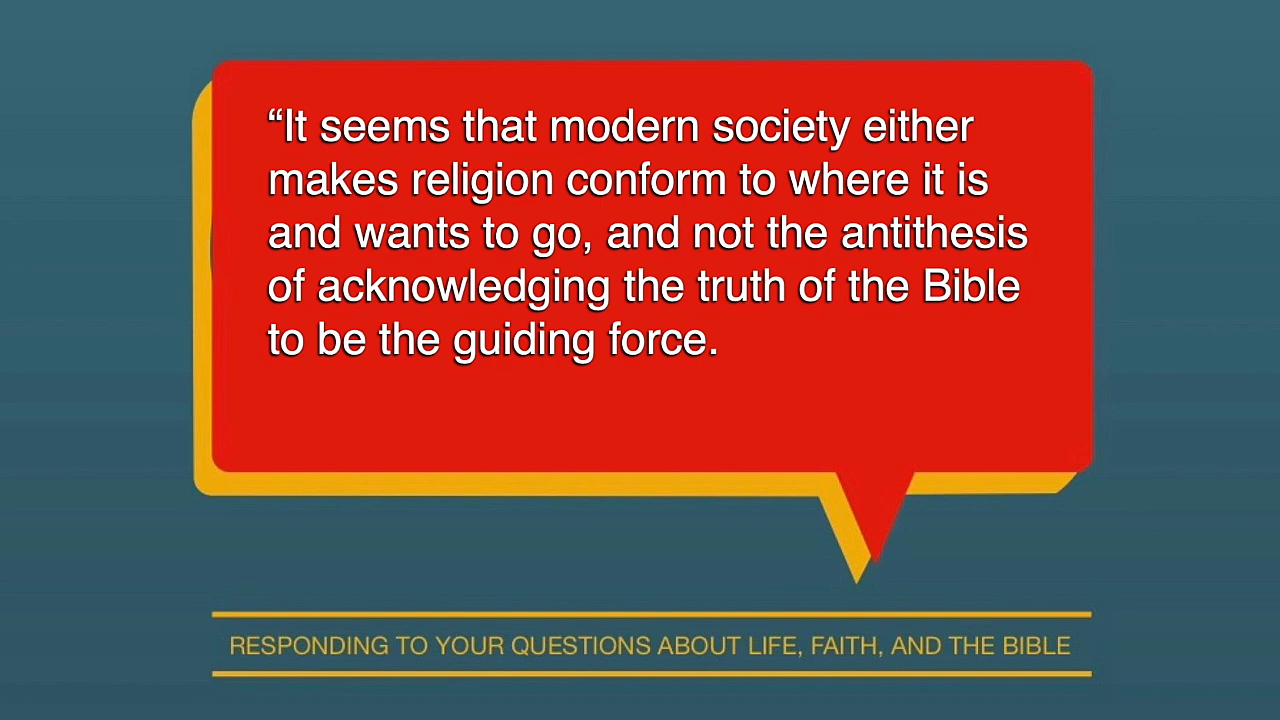 “It seems that modern society either
makes religion conform to where it is
and wants to go, and not the antithesis
of acknowledging the truth of the Bible
to be the guiding force.
RESPONDING TO YOUR QUESTIONS ABOUT LIFE, FAITH, AND THE BIBLE